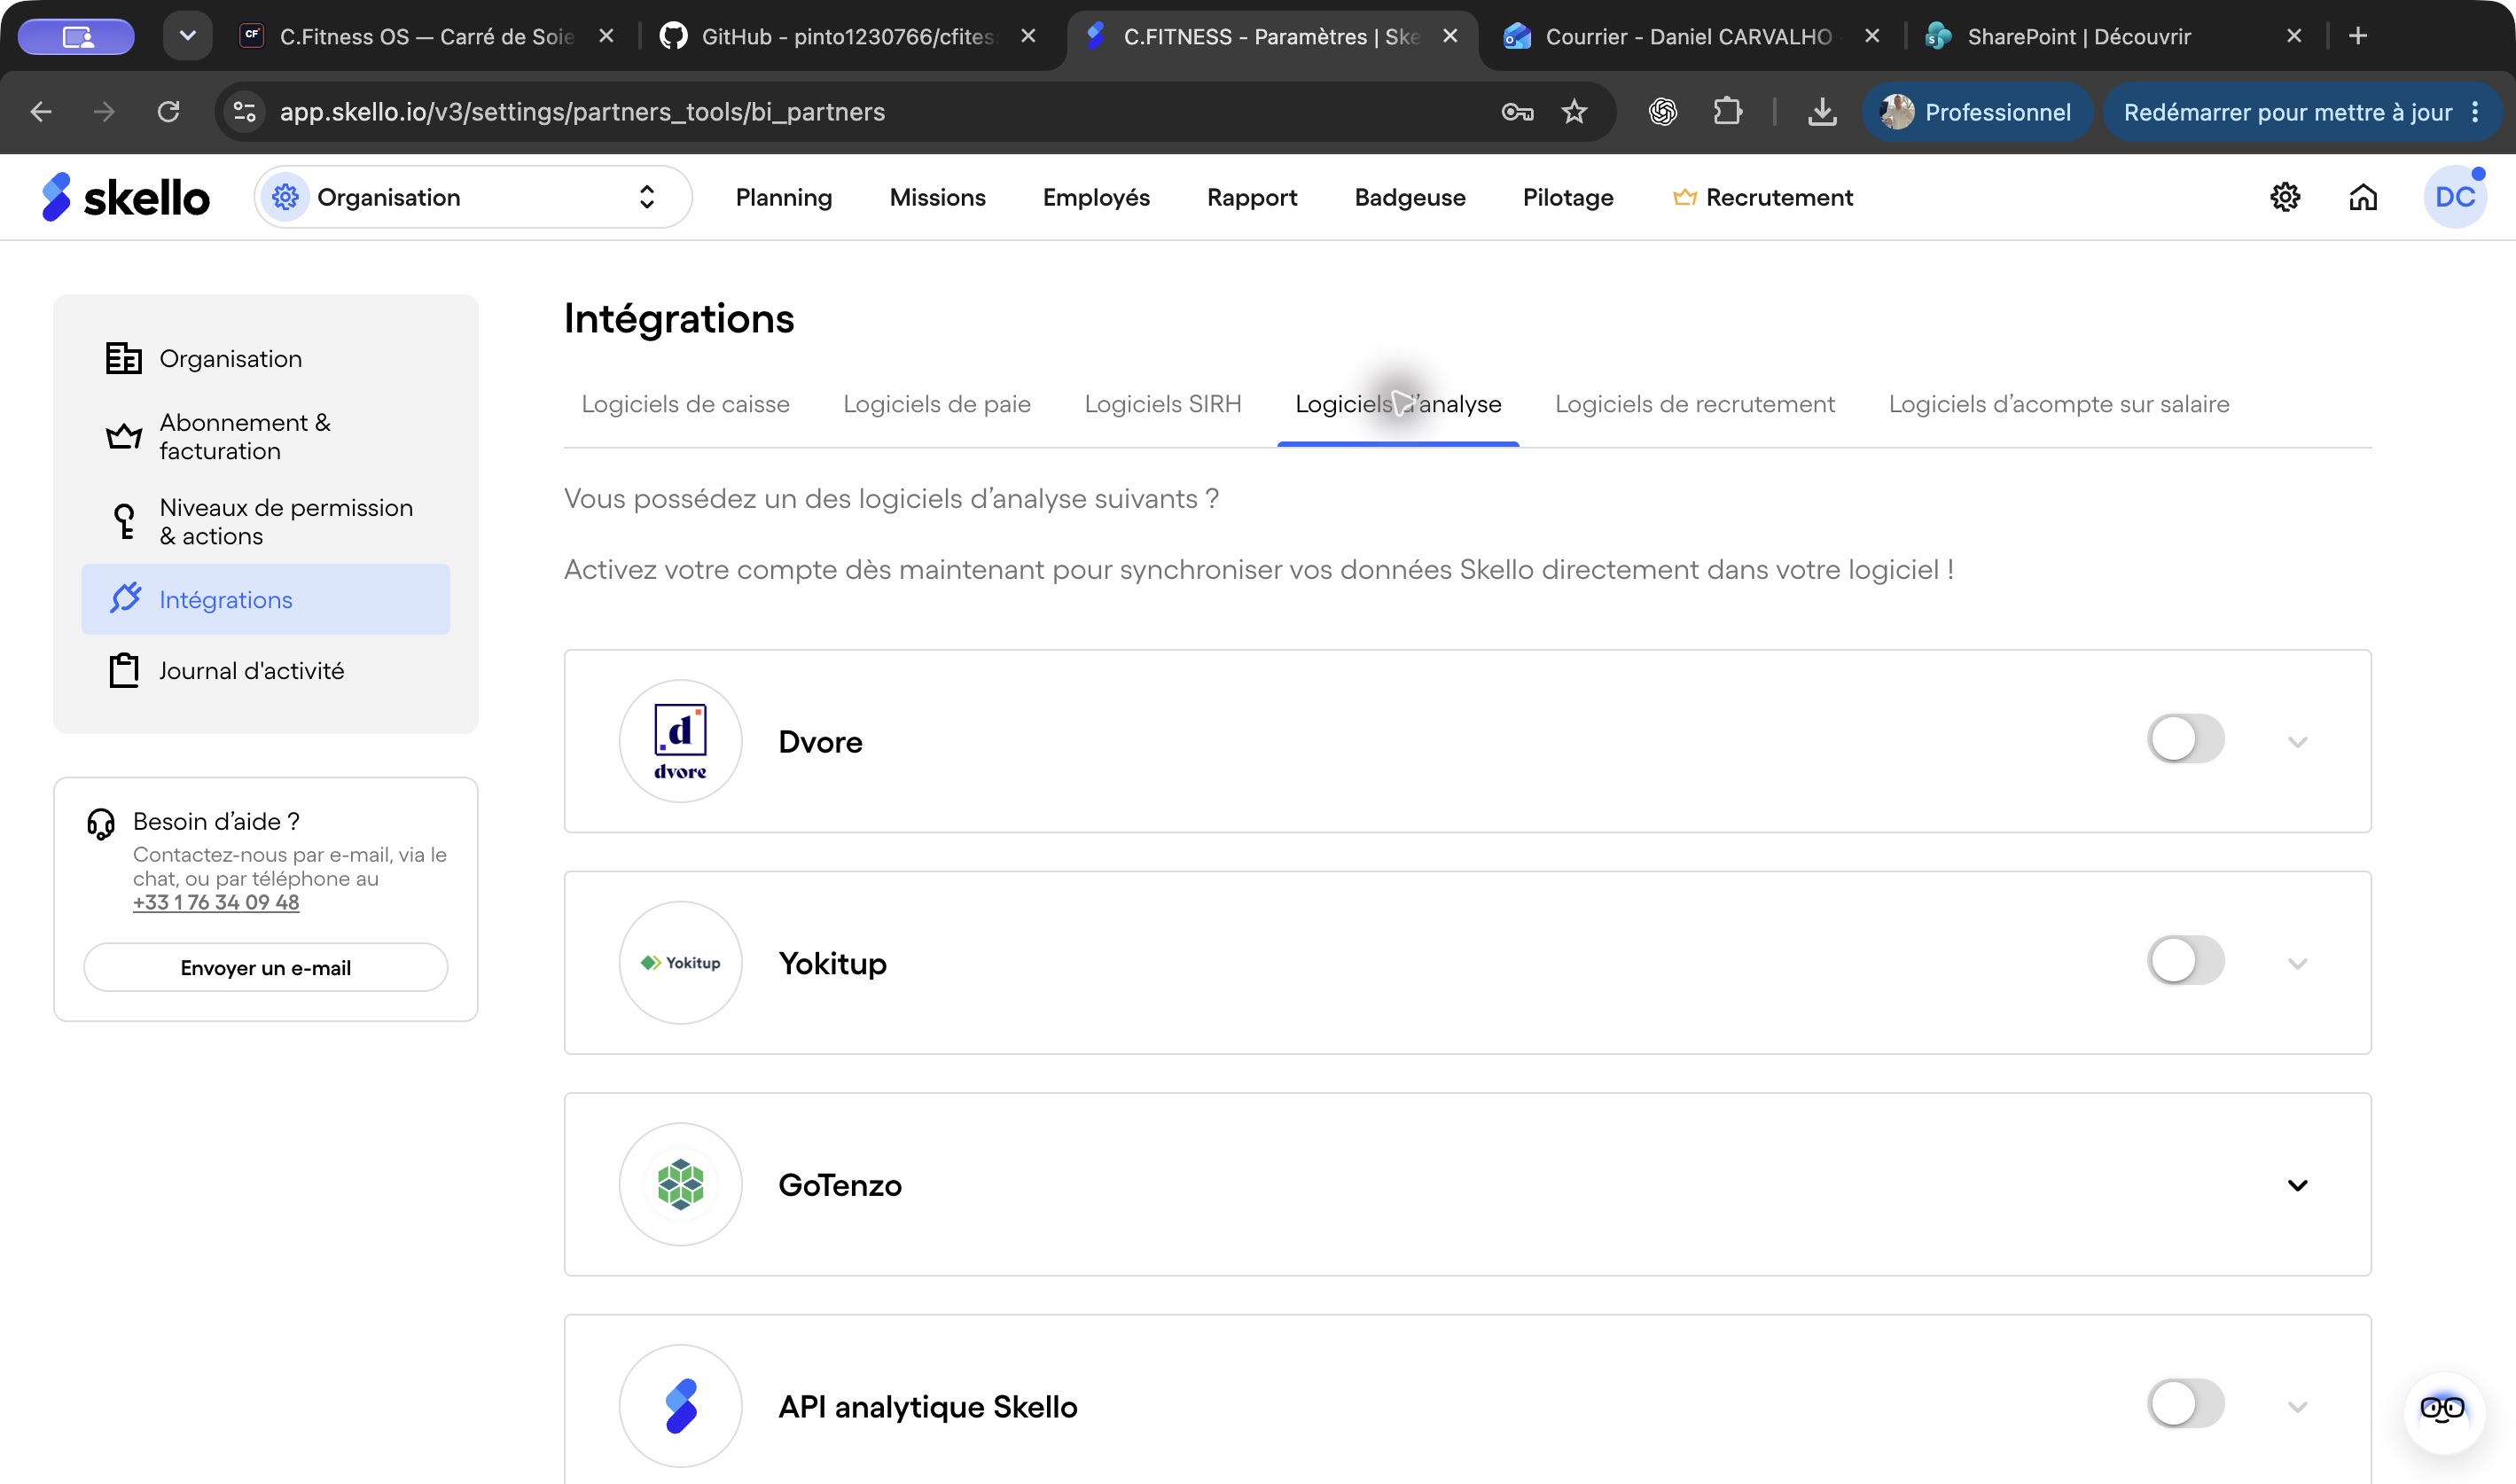 C.Fitness OS — Carré de Soie
GitHub - pinto1230766/cfites
C.FITNESS - Paramètres | Ske
Courrier - Daniel CARVALHO
SharePoint | Découvrir
app.skello.io/v3/settings/partners_tools/bi_partners
Professionnel
Redémarrer pour mettre à jour
skello
Organisation
Planning
Missions
Employés
Rapport
Badgeuse
Pilotage
Recrutement
DC
Organisation
Abonnement &
facturation
Niveaux de permission
& actions
Intégrations
Journal d'activité
Besoin d’aide ?
Contactez-nous par e-mail, via le
chat, ou par téléphone au
+33 1 76 34 09 48
Envoyer un e-mail
Intégrations
Logiciels de caisse
Logiciels de paie
Logiciels SIRH
Logiciels d’analyse
Logiciels de recrutement
Logiciels d’acompte sur salaire
Vous possédez un des logiciels d’analyse suivants ?
Activez votre compte dès maintenant pour synchroniser vos données Skello directement dans votre logiciel !
d
dvore
Dvore
Yokitup
Yokitup
GoTenzo
API analytique Skello